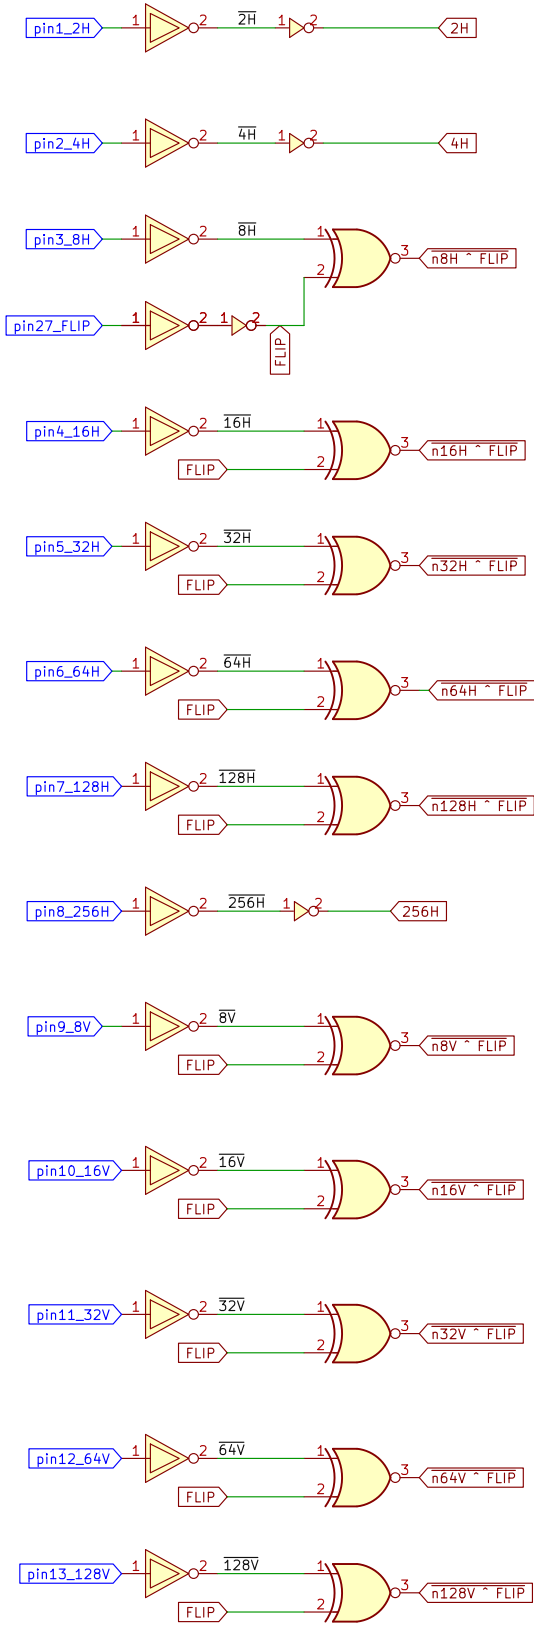 pin1_2H 1 2 2H 1 2 2H
pin2_4H 1 2 4H 1 2 4H
pin3_8H 1 2 8H 1 3 n8H ^ FLIP
2
pin27_FLIP 1 2 1 2
FLIP
pin4_16H 1 2 16H 1 3 n16H ^ FLIP
FLIP 2
pin5_32H 1 2 32H 1 3 n32H ^ FLIP
FLIP 2
pin6_64H 1 2 64H 1 3 n64H ^ FLIP
FLIP 2
pin7_128H 1 2 128H 1 3 n128H ^ FLIP
FLIP 2
pin8_256H 1 2 256H 1 2 256H
pin9_8V 1 2 8V 1 3 n8V ^ FLIP
FLIP 2
pin10_16V 1 2 16V 1 3 n16V ^ FLIP
FLIP 2
pin11_32V 1 2 32V 1 3 n32V ^ FLIP
FLIP 2
pin12_64V 1 2 64V 1 3 n64V ^ FLIP
FLIP 2
pin13_128V 1 2 128V 1 3 n128V ^ FLIP
FLIP 2